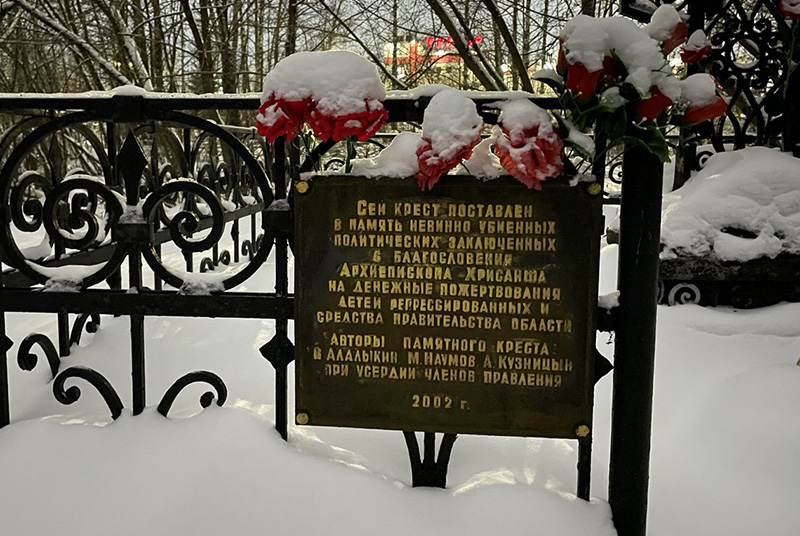 Сей крест поставлен
в память невинно убиенных
политических заключенных
с благословения
Архиепископа Хрисанфа
на денежные пожертвования
детей репрессированных и
средства правительства области
Авторы памятного креста:
В. М. Наумов А. Кузницын
при усердии членов правления
2002 г.